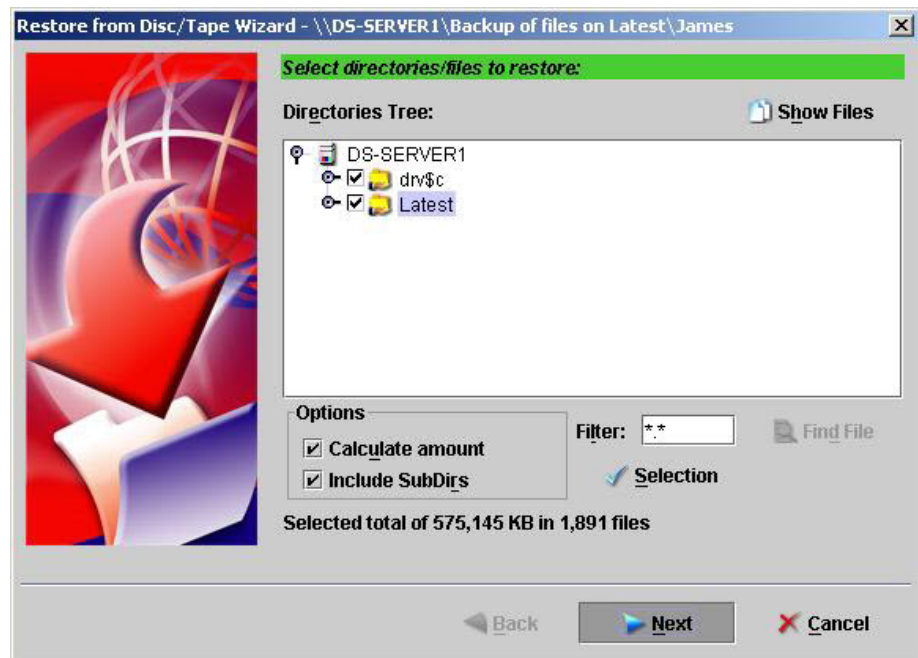 Restore from Disc/Tape Wizard - \\DS-SERVER1\Backup of files on Latest\James
Select directories/files to restore:
Directories Tree:
Show Files
DS-SERVER1
drv$c
Latest
Options
Calculate amount
Include SubDirs
Filter: *.*
Find File
Selection
Selected total of 575,145 KB in 1,891 files
Back
Next
Cancel